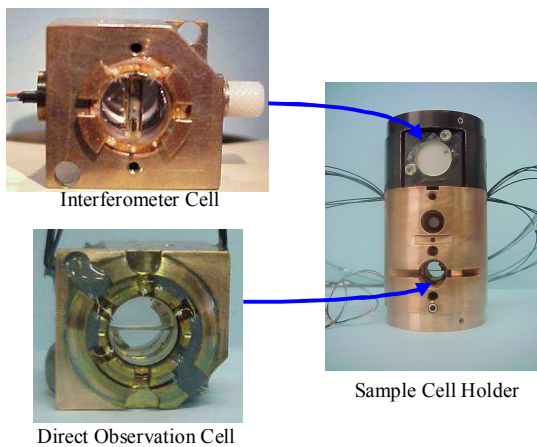 Interferometer Cell
Direct Observation Cell
Sample Cell Holder